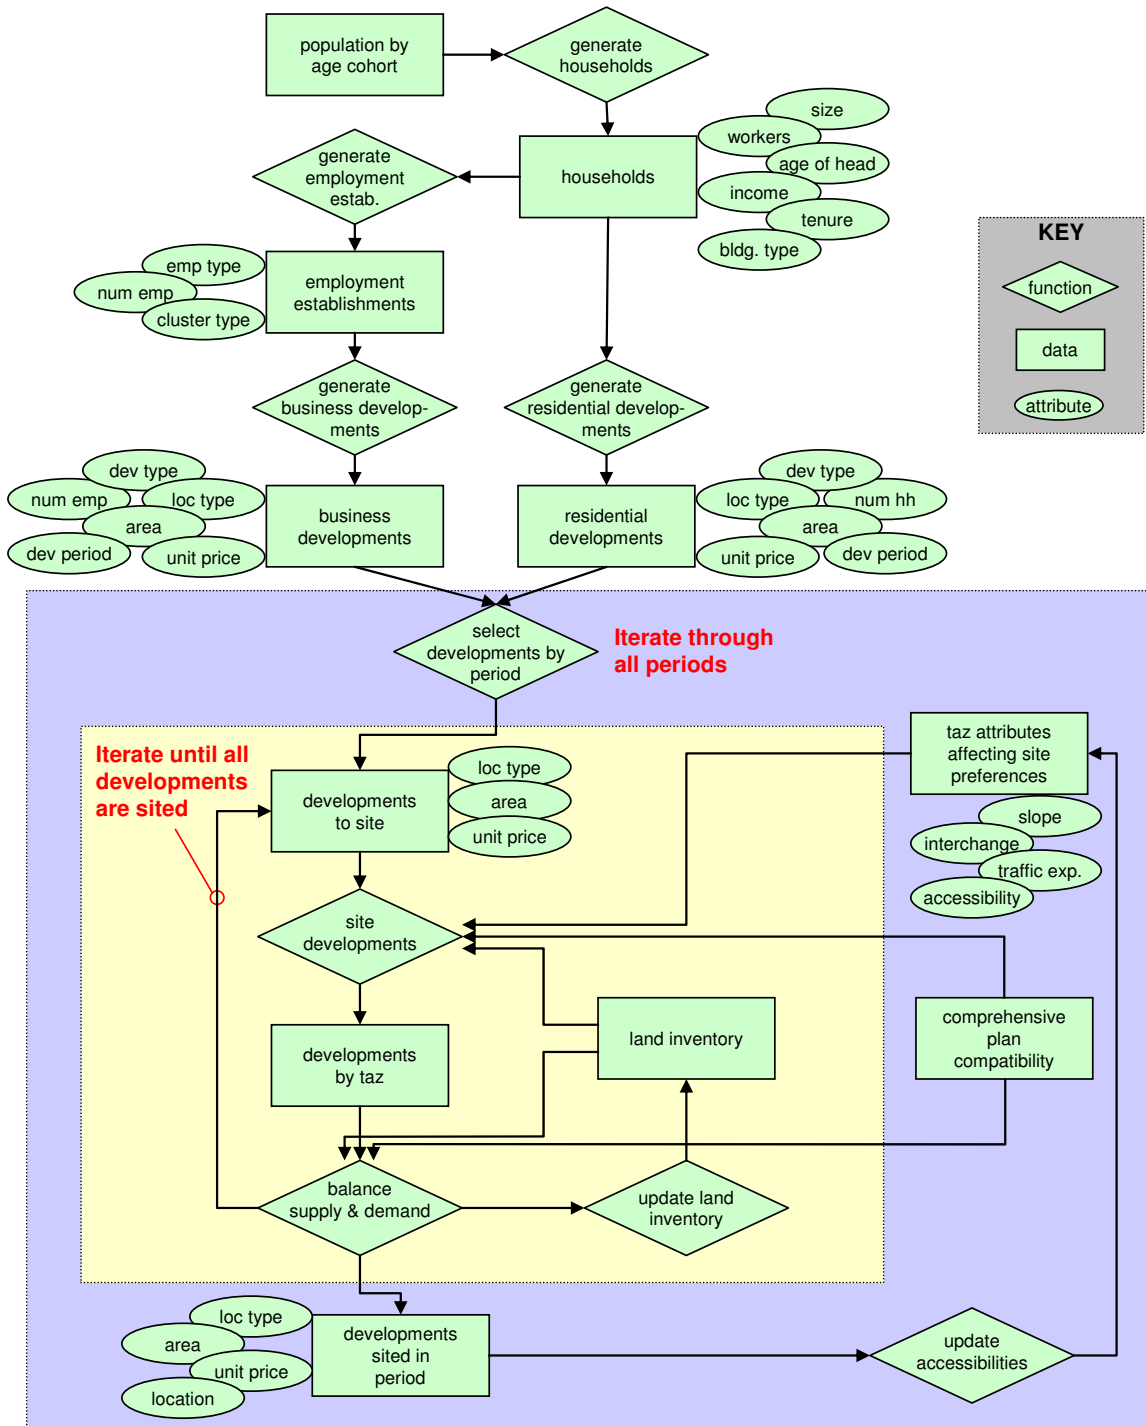 population by
age cohort
generate
households
size
workers
age of head
households
income
tenure
bldg. type
generate
employment
estab.
KEY
function
data
attribute
emp type
num emp
cluster type
employment
establishments
generate
business develop-
ments
generate
residential develop-
ments
dev type
num emp
loc type
area
dev period
unit price
business
developments
residential
developments
dev type
loc type
num hh
area
unit price
dev period
select
developments by
period
Iterate through
all periods
Iterate until all
developments
are sited
developments
to site
loc type
area
unit price
taz attributes
affecting site
preferences
slope
interchange
traffic exp.
accessibility
site
developments
developments
by taz
land inventory
comprehensive
plan
compatibility
balance
supply & demand
update land
inventory
loc type
area
unit price
location
developments
sited in
period
update
accessibilities